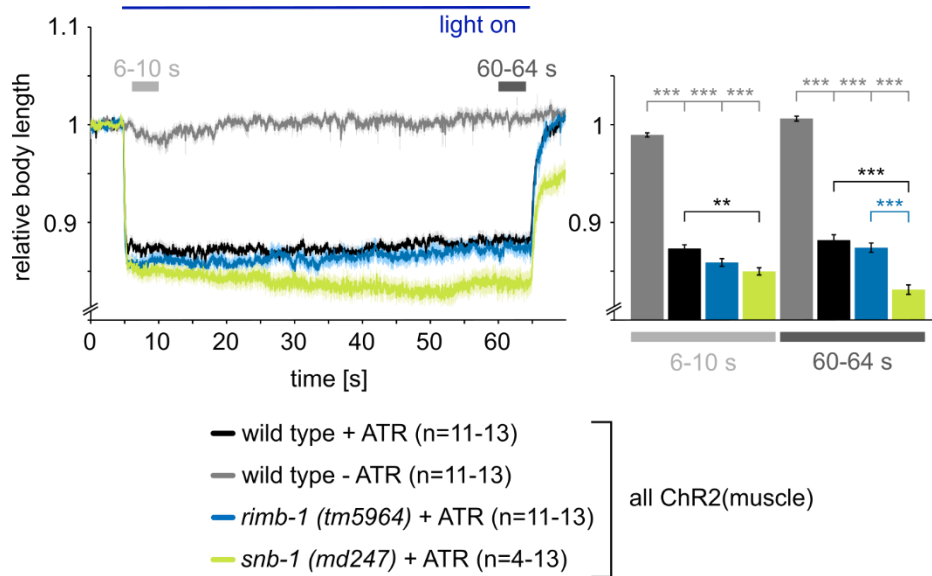 1.1
light on
6-10 s
60-64 s
1
0.9
relative body length
0 10 20 30 40 50 60
time [s]
*** *** ***
*** *** ***
1
***
**
***
0.9
6-10 s
60-64 s
wild type + ATR (n=11-13)
wild type - ATR (n=11-13)
rimb-1 (tm5964) + ATR (n=11-13)
snb-1 (md247) + ATR (n=4-13)
all ChR2(muscle)